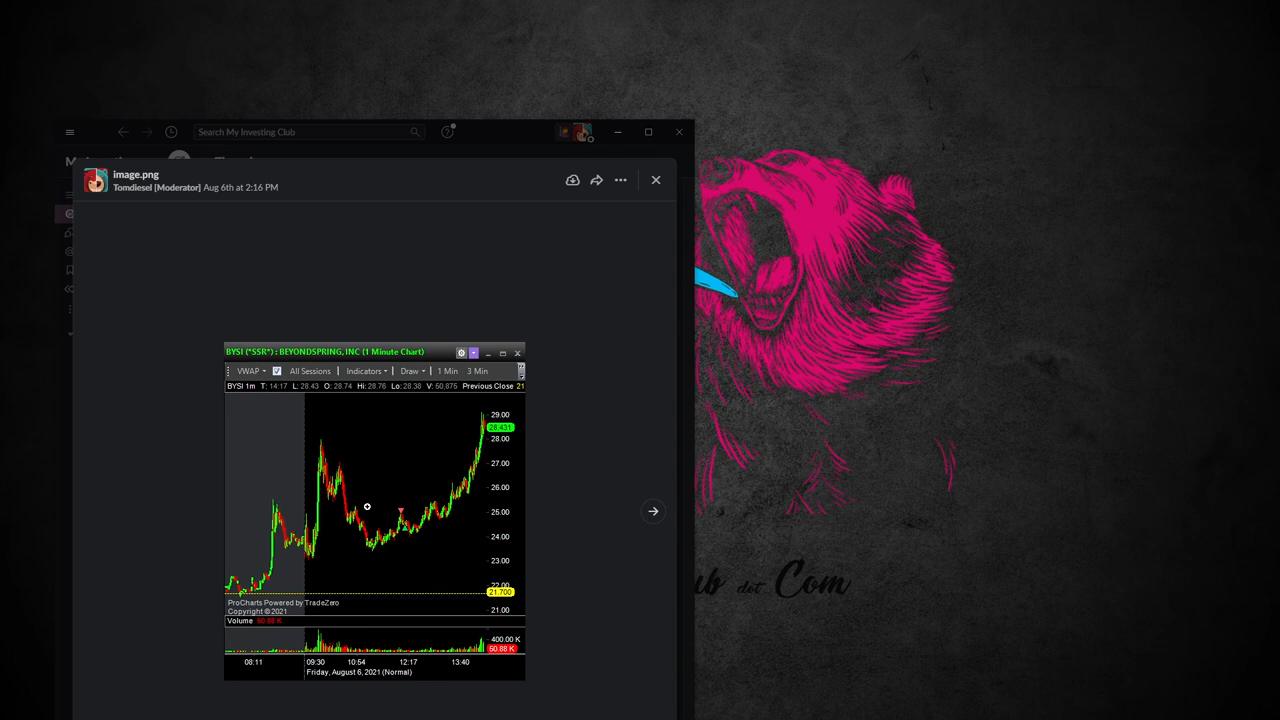 Search My Investing Club
image.png
Tomdiesel [Moderator] Aug 6th at 2:16 PM
BYSI (*SSR*) : BEYONDSPRING, INC (1 Minute Chart)
VWAP All Sessions Indicators Draw 1 Min 3 Min
BYSI 1m T: 14:17 L: 28.43 O: 28.74 Hi: 28.76 Lo: 28.38 V: 50,875 Previous Close 21
29.00
28.431
28.00
27.00
26.00
25.00
24.00
23.00
22.00
21.700
21.00
ProCharts Powered by TradeZero
Copyright © 2021
Volume 50.88 K
400.00 K
50.88 K
08:11 09:30 10:54 12:17 13:40
Friday, August 6, 2021 (Normal)
ub dot Com